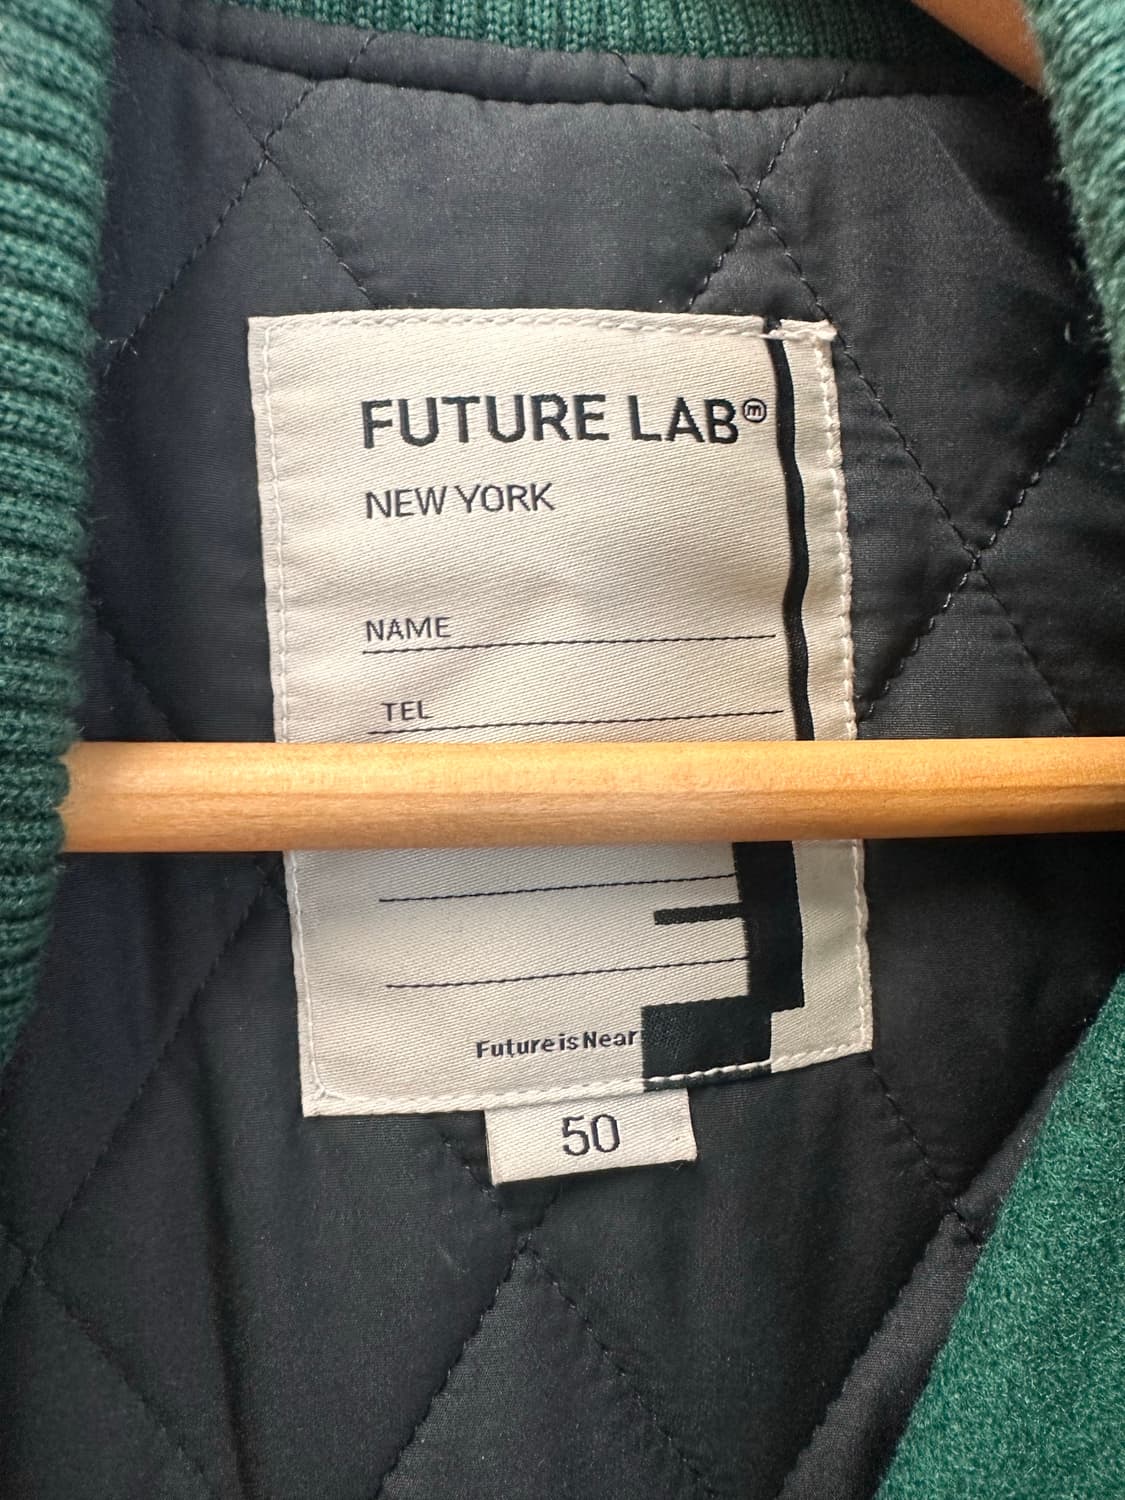 FUTURE LAB ⓜ
NEW YORK
NAME
TEL
Future is Near
50